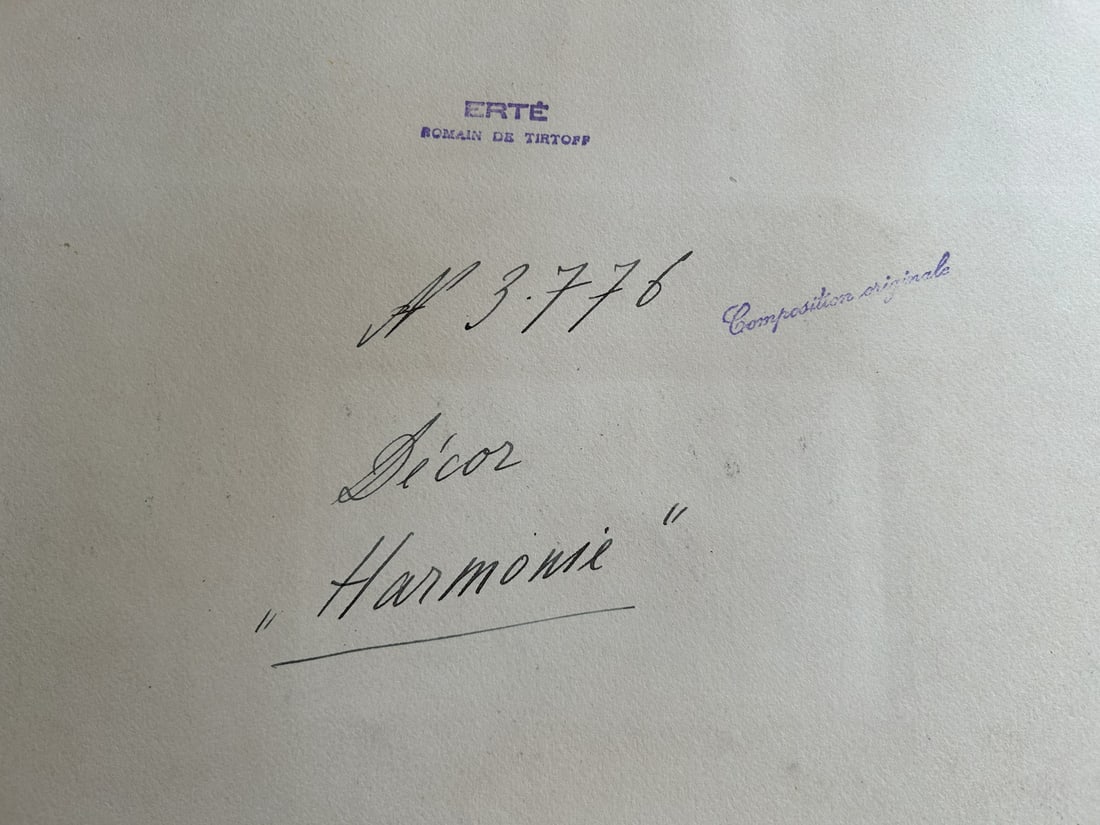 ERTÉ
ROMAIN DE TIRTOFF
N° 3.776
Composition originale
Décor
„Harmonie"